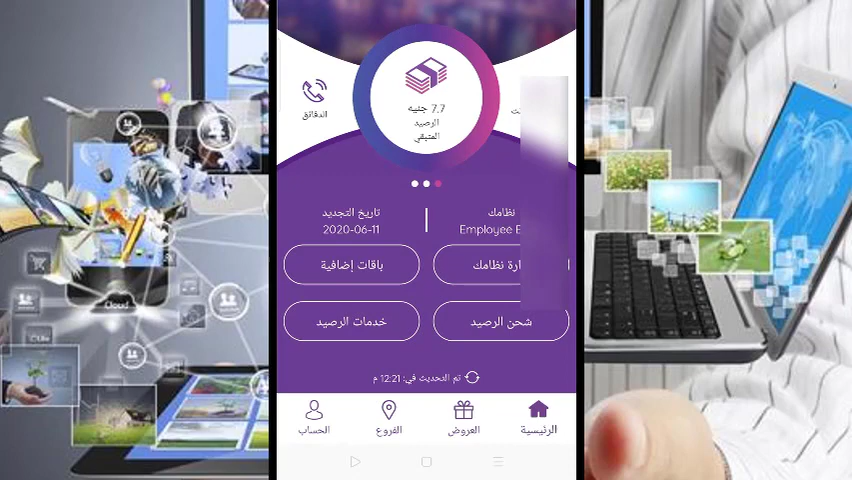 7.7 جنيه
الرصيد
المتبقي
الدقائق
نظامك
Employee
تاريخ التجديد
2020-06-11
باقات إضافية
شحن الرصيد
خدمات الرصيد
تم التحديث في: 12:21 م
الرئيسية
العروض
الفروع
الحساب
Cloud